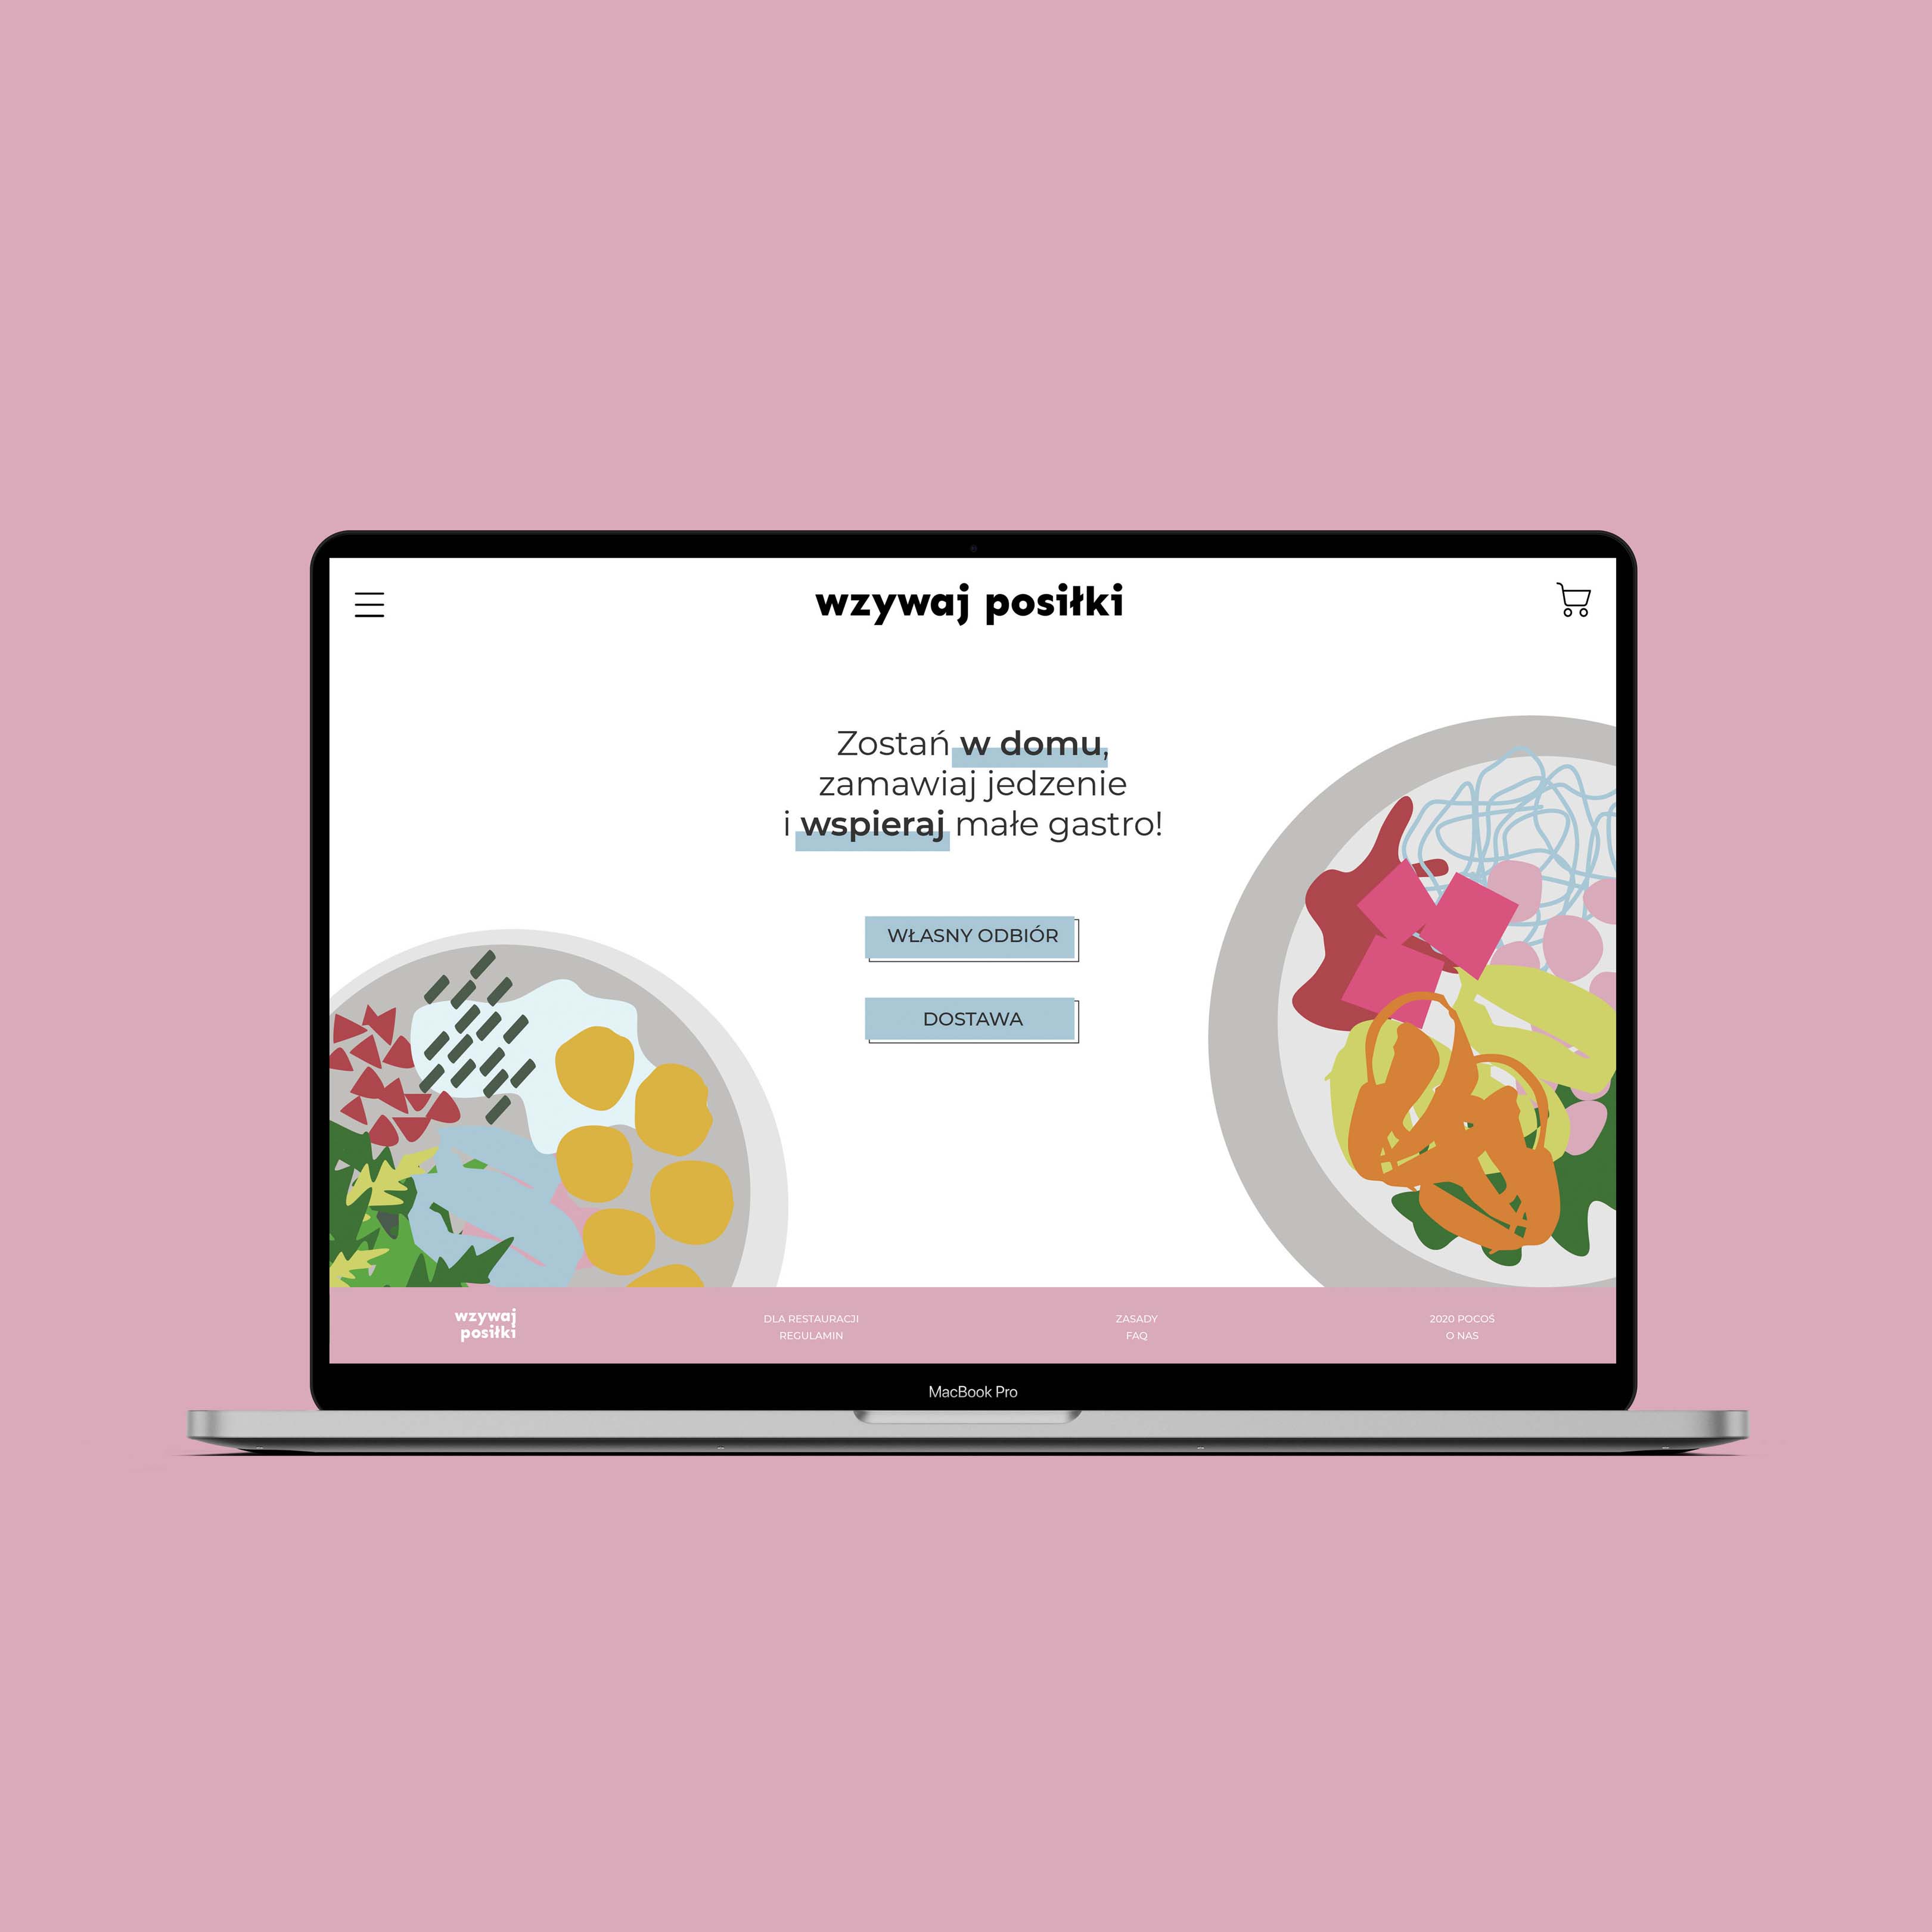 wzywaj posiłki
Zostań w domu,
zamawiaj jedzenie
i wspieraj małe gastro!
WŁASNY ODBIÓR
DOSTAWA
wzywaj
posiłki
DLA RESTAURACJI
REGULAMIN
ZASADY
FAQ
2020 POCOŚ
O NAS
MacBook Pro